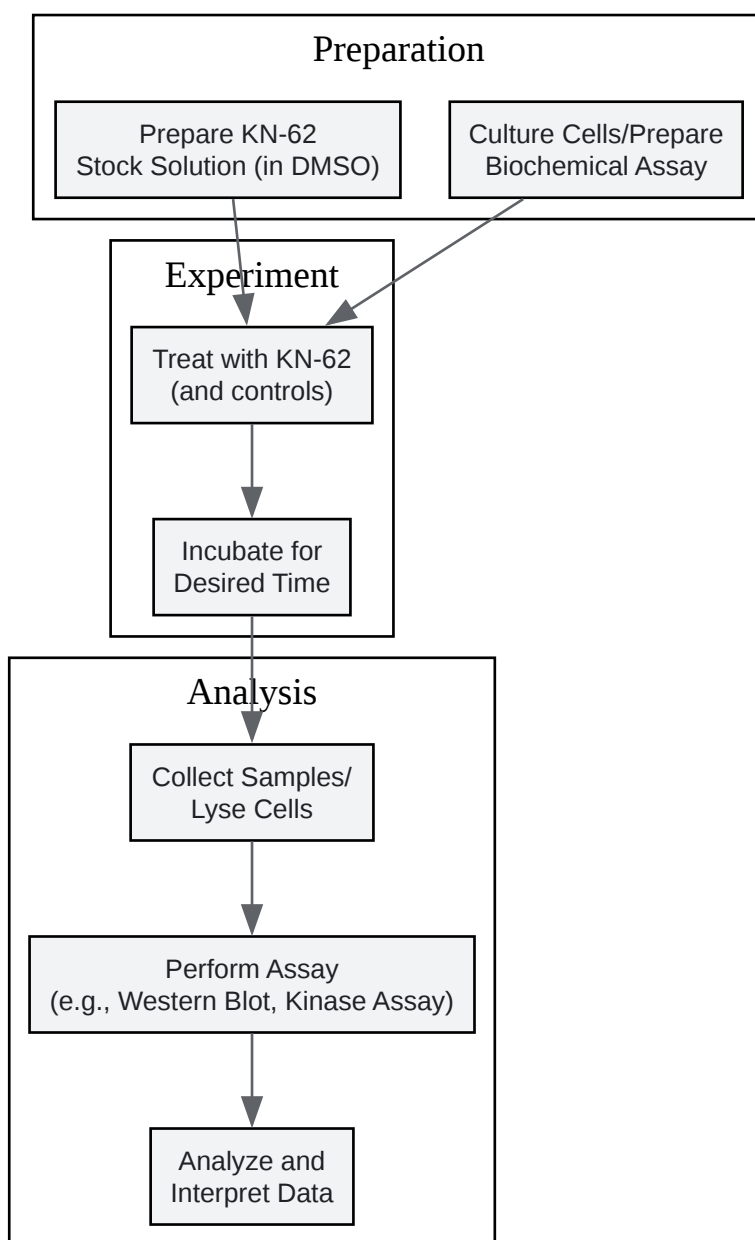 Preparation
Prepare KN-62
Stock Solution (in DMSO)
Culture Cells/Prepare
Biochemical Assay
Experiment
Treat with KN-62
(and controls)
Incubate for
Desired Time
Analysis
Collect Samples/
Lyse Cells
Perform Assay
(e.g., Western Blot, Kinase Assay)
Analyze and
Interpret Data